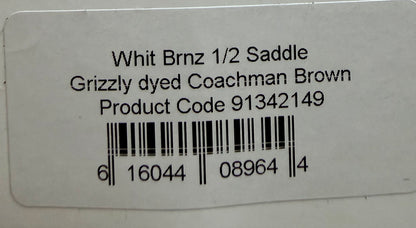 Whit Brnz 1/2 Saddle
Grizzly dyed Coachman Brown
Product Code 91342149
6 16044 08964 4